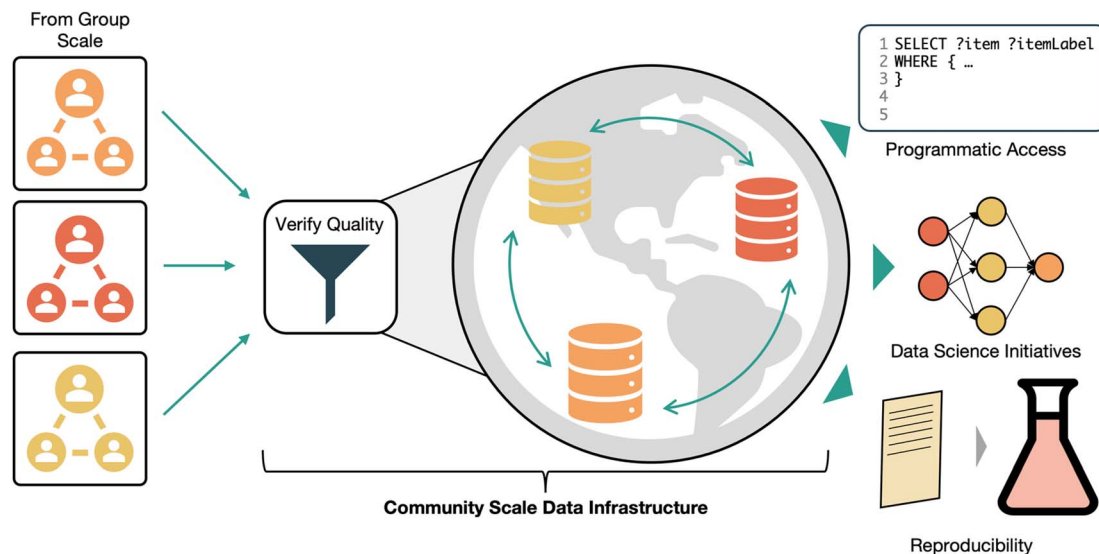 From Group
Scale
Verify Quality
Community Scale Data Infrastructure
1 SELECT ?item ?itemLabel
2 WHERE { …
3 }
4
5
Programmatic Access
Data Science Initiatives
Reproducibility